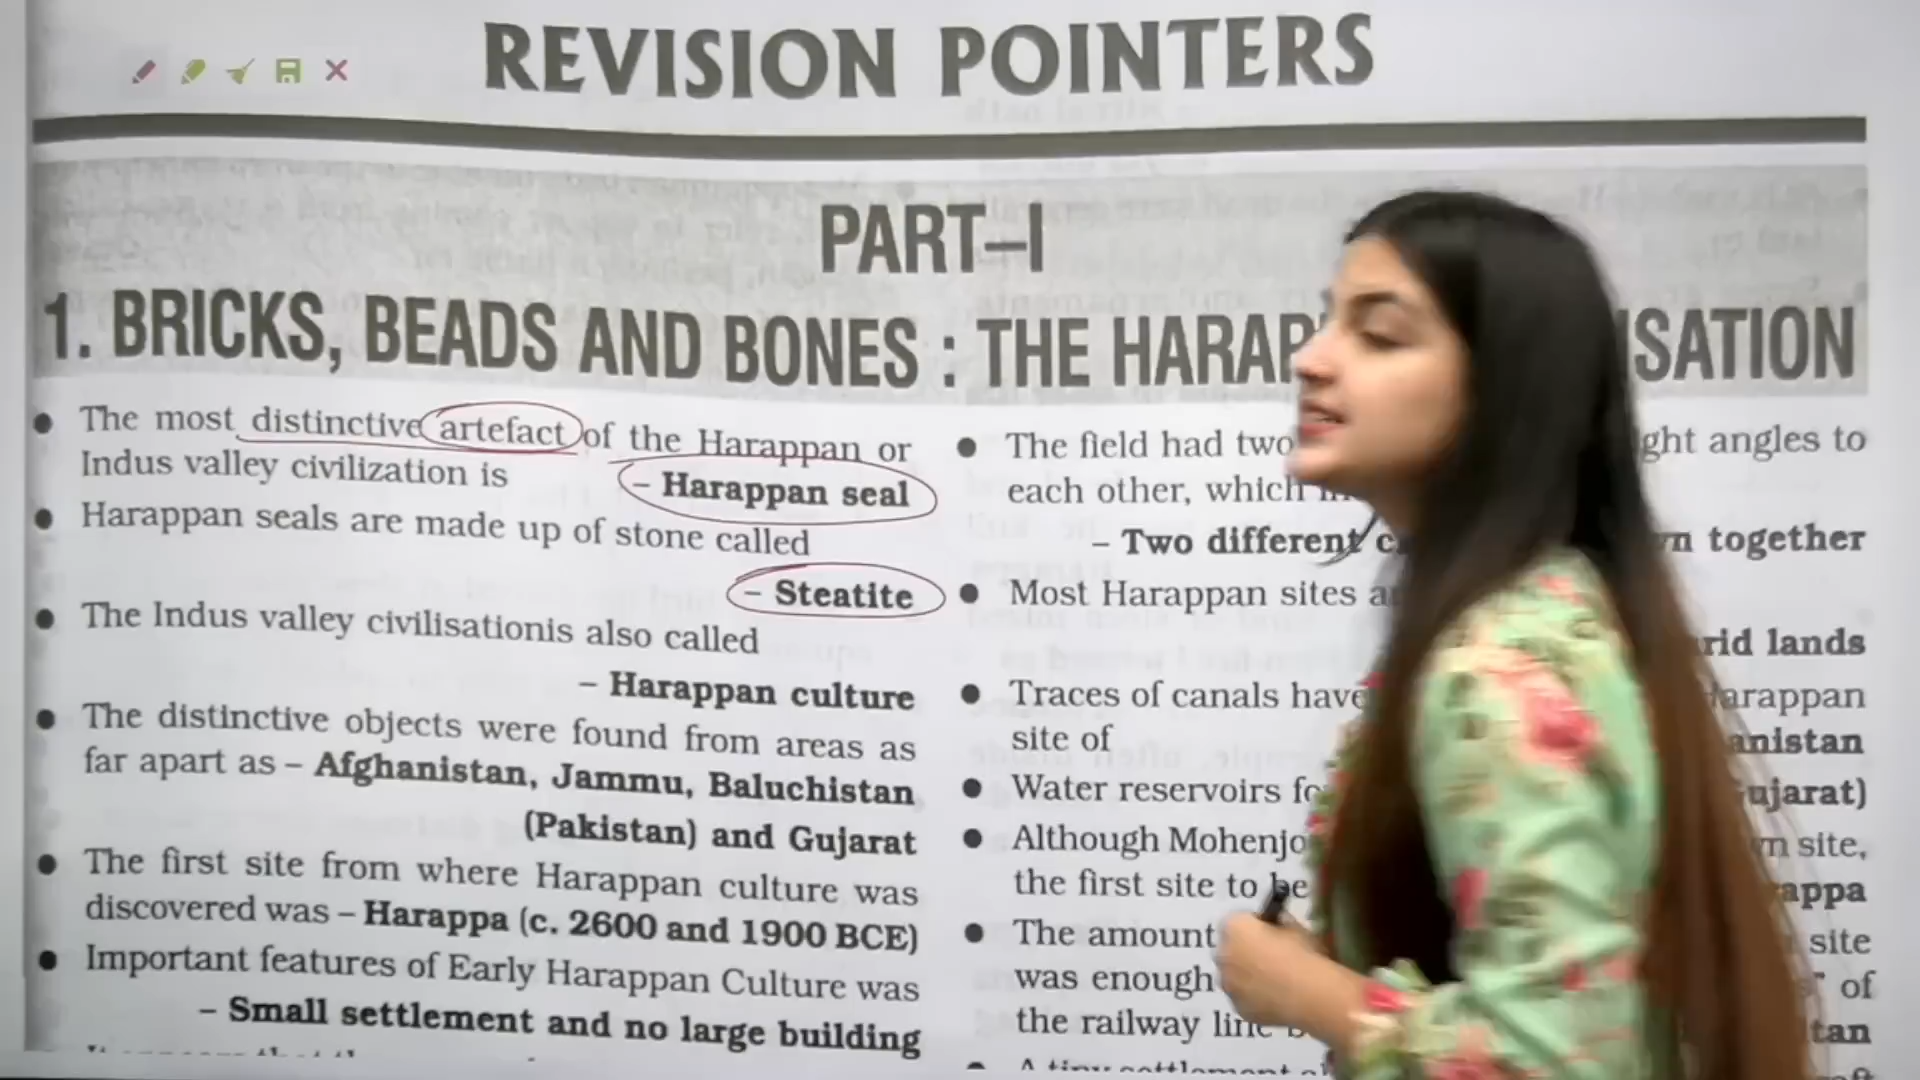 REVISION POINTERS
PART–I
1. BRICKS, BEADS AND BONES : THE HARAP SATION
• The most distinctive artefact of the Harappan or
Indus valley civilization is – Harappan seal
• Harappan seals are made up of stone called
– Steatite
• The Indus valley civilisationis also called
– Harappan culture
• The distinctive objects were found from areas as
far apart as – Afghanistan, Jammu, Baluchistan,
(Pakistan) and Gujarat
• The first site from where Harappan culture was
discovered was – Harappa (c. 2600 and 1900 BCE)
• Important features of Early Harappan Culture was
– Small settlement and no large building
• The field had two ght angles to
each other, which
– Two different together
• Most Harappan sites
rid lands
• Traces of canals have arappan
site of anistan
• Water reservoirs ujarat)
• Although Mohenjo site,
the first site to be appa
• The amount site
was enough of
the railway line tan